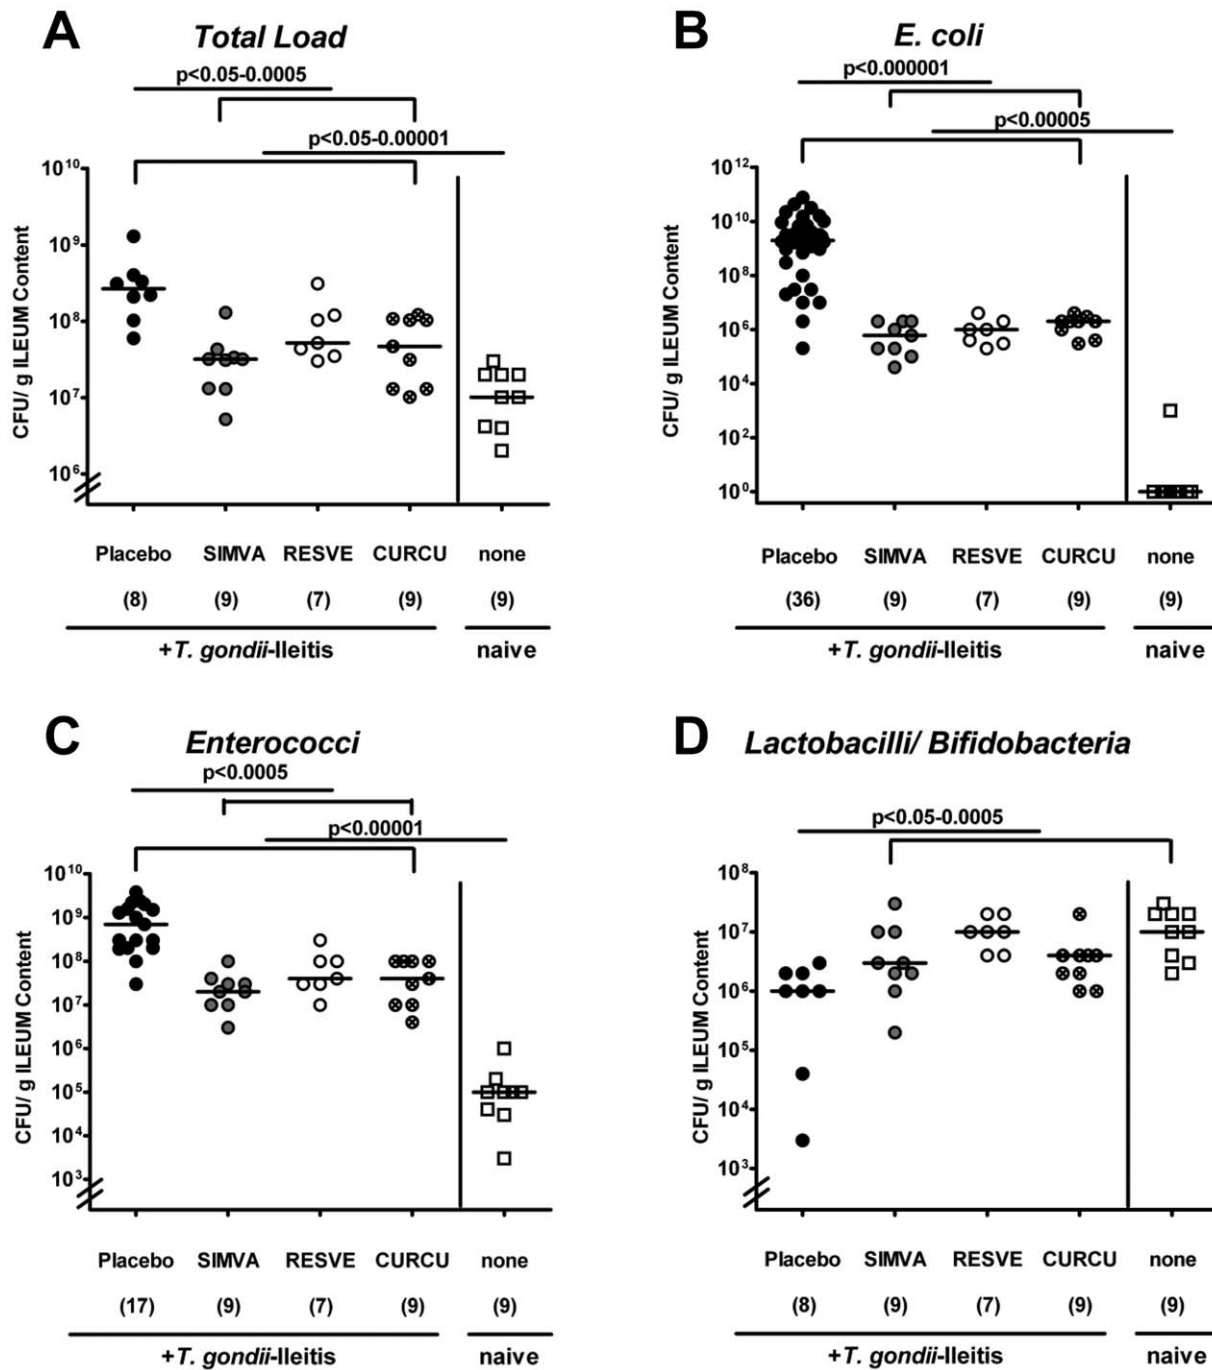 A
Total Load
p<0.05-0.0005
p<0.05-0.00001
CFU/ g ILEUM Content
10^10
10^9
10^8
10^7
10^6
Placebo SIMVA RESVE CURCU none
(8) (9) (7) (9) (9)
+T. gondii-Ileitis naive
B
E. coli
p<0.000001
p<0.00005
CFU/ g ILEUM Content
10^12
10^10
10^8
10^6
10^4
10^2
10^0
Placebo SIMVA RESVE CURCU none
(36) (9) (7) (9) (9)
+T. gondii-Ileitis naive
C
Enterococci
p<0.0005
p<0.00001
CFU/ g ILEUM Content
10^10
10^9
10^8
10^7
10^6
10^5
10^4
10^3
Placebo SIMVA RESVE CURCU none
(17) (9) (7) (9) (9)
+T. gondii-Ileitis naive
D
Lactobacilli/ Bifidobacteria
p<0.05-0.0005
CFU/ g ILEUM Content
10^8
10^7
10^6
10^5
10^4
10^3
Placebo SIMVA RESVE CURCU none
(8) (9) (7) (9) (9)
+T. gondii-Ileitis naive